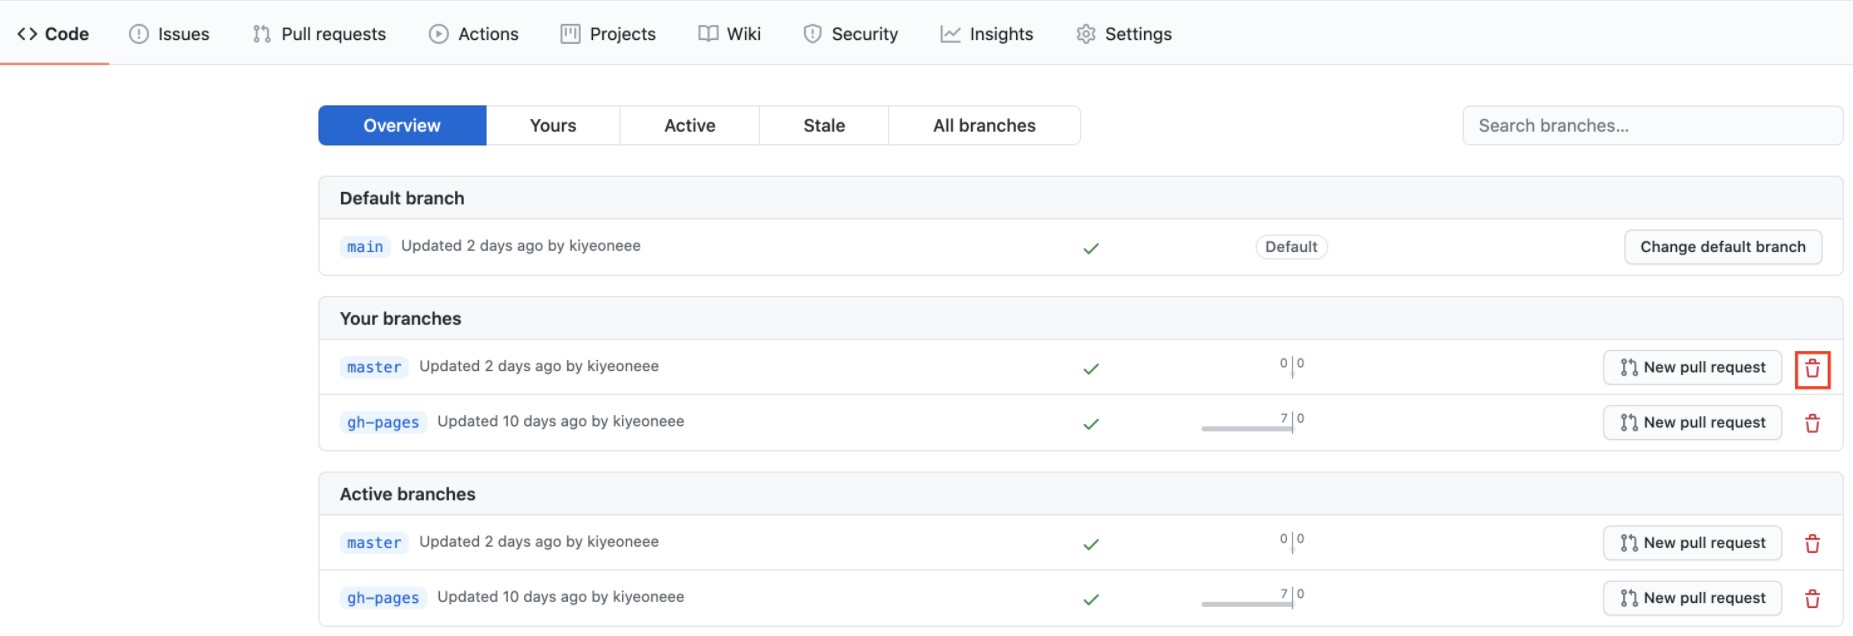 Code Issues Pull requests Actions Projects Wiki Security Insights Settings
Overview Yours Active Stale All branches Search branches...
Default branch
main Updated 2 days ago by kiyeoneee Default Change default branch
Your branches
master Updated 2 days ago by kiyeoneee 0 0 New pull request
gh-pages Updated 10 days ago by kiyeoneee 7 0 New pull request
Active branches
master Updated 2 days ago by kiyeoneee 0 0 New pull request
gh-pages Updated 10 days ago by kiyeoneee 7 0 New pull request